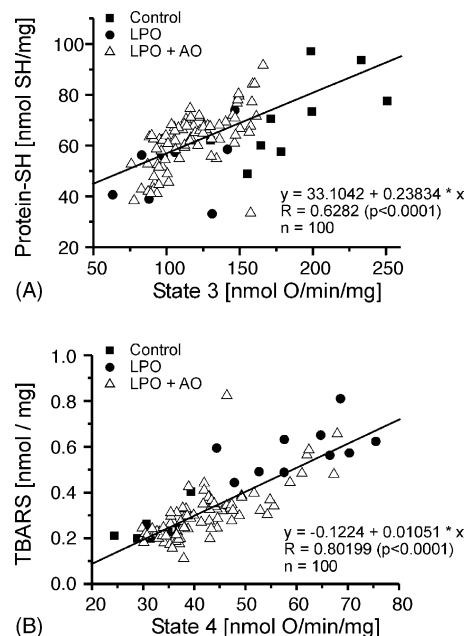 Control
LPO
LPO + AO
Protein-SH [nmol SH/mg]
100
80
60
40
20
y = 33.1042 + 0.23834 * x
R = 0.6282 (p<0.0001)
n = 100
50
100
150
200
250
(A)
State 3 [nmol O/min/mg]
Control
LPO
LPO + AO
TBARS [nmol / mg]
1.0
0.8
0.6
0.4
0.2
0.0
y = -0.1224 + 0.01051 * x
R = 0.80199 (p<0.0001)
n = 100
20
30
40
50
60
70
80
(B)
State 4 [nmol O/min/mg]